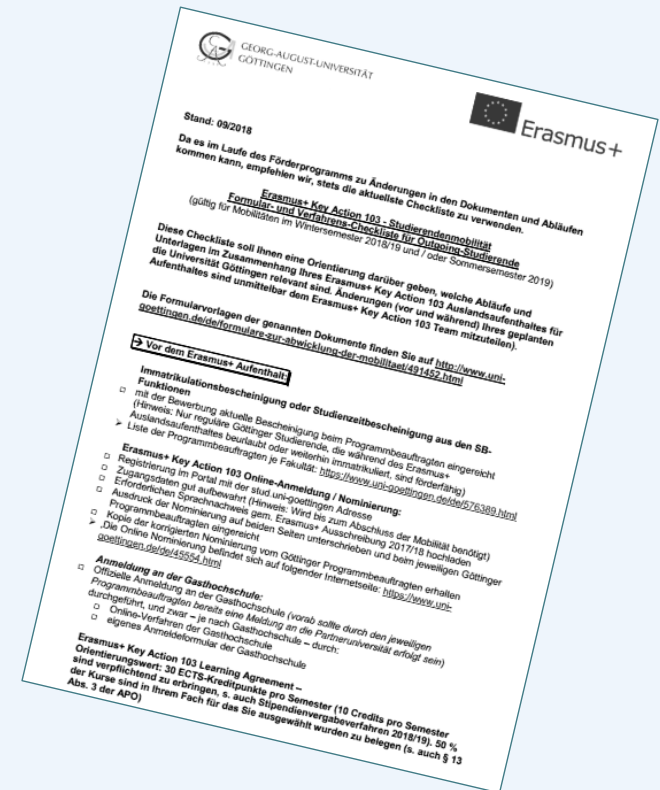 GEORG-AUGUST-UNIVERSITÄT
GÖTTINGEN
Erasmus+
Stand: 09/2018
Da es im Laufe des Förderprogramms zu Änderungen in den Dokumenten und Abläufen
kommen kann, empfehlen wir, stets die aktuellste Checkliste zu verwenden.
Erasmus+ Key Action 103 - Studierendenmobilität
Formular- und Verfahrens-Checkliste für Outgoing-Studierende
(gültig für Mobilitäten im Wintersemester 2018/19 und / oder Sommersemester 2019)
Diese Checkliste soll Ihnen eine Orientierung darüber geben, welche Abläufe und
Unterlagen im Zusammenhang Ihres Erasmus+ Key Action 103 Auslandsaufenthaltes für
die Universität Göttingen relevant sind. Änderungen (vor und während) Ihres geplanten
Aufenthaltes sind unmittelbar dem Erasmus+ Key Action 103 Team mitzuteilen).
Die Formularvorlagen der genannten Dokumente finden Sie auf http://www.uni-
goettingen.de/de/formulare-zur-abwicklung-der-mobilitaet/491452.html
→ Vor dem Erasmus+ Aufenthalt:
Immatrikulationsbescheinigung oder Studienzeitbescheinigung aus den SB-
Funktionen
□ mit der Bewerbung aktuelle Bescheinigung beim Programmbeauftragten eingereicht
(Hinweis: Nur reguläre Göttinger Studierende, die während des Erasmus+
Auslandsaufenthaltes beurlaubt oder weiterhin immatrikuliert, sind förderfähig)
➢ Liste der Programmbeauftragten je Fakultät: https://www.uni-goettingen.de/de/576389.html
Erasmus+ Key Action 103 Online-Anmeldung / Nominierung:
□ Registrierung im Portal mit der stud.uni-goettingen Adresse
□ Zugangsdaten gut aufbewahrt (Hinweis: Wird bis zum Abschluss der Mobilität benötigt)
□ Erforderlichen Sprachnachweis gem. Erasmus+ Ausschreibung 2017/18 hochladen
□ Ausdruck der Nominierung auf beiden Seiten unterschrieben und beim jeweiligen Göttinger
Programmbeauftragten eingereicht
□ Kopie der korrigierten Nominierung vom Göttinger Programmbeauftragten erhalten
➢ „Die Online Nominierung befindet sich auf folgender Internetseite: https://www.uni-
goettingen.de/de/45554.html
Anmeldung an der Gasthochschule:
□ Offizielle Anmeldung an der Gasthochschule (vorab sollte durch den jeweiligen
Programmbeauftragten bereits eine Meldung an die Partneruniversität erfolgt sein)
durchgeführt, und zwar – je nach Gasthochschule – durch:
□ Online-Verfahren der Gasthochschule
□ eigenes Anmeldeformular der Gasthochschule
Erasmus+ Key Action 103 Learning Agreement –
Orientierungswert: 30 ECTS-Kreditpunkte pro Semester (10 Credits pro Semester
sind verpflichtend zu erbringen, s. auch Stipendienvergabeverfahren 2018/19). 50 %
der Kurse sind in Ihrem Fach für das Sie ausgewählt wurden zu belegen (s. auch § 13
Abs. 3 der APO)